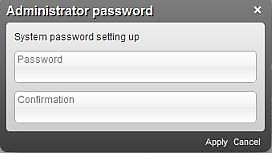 Administrator password ×
System password setting up
Password
Confirmation
Apply Cancel